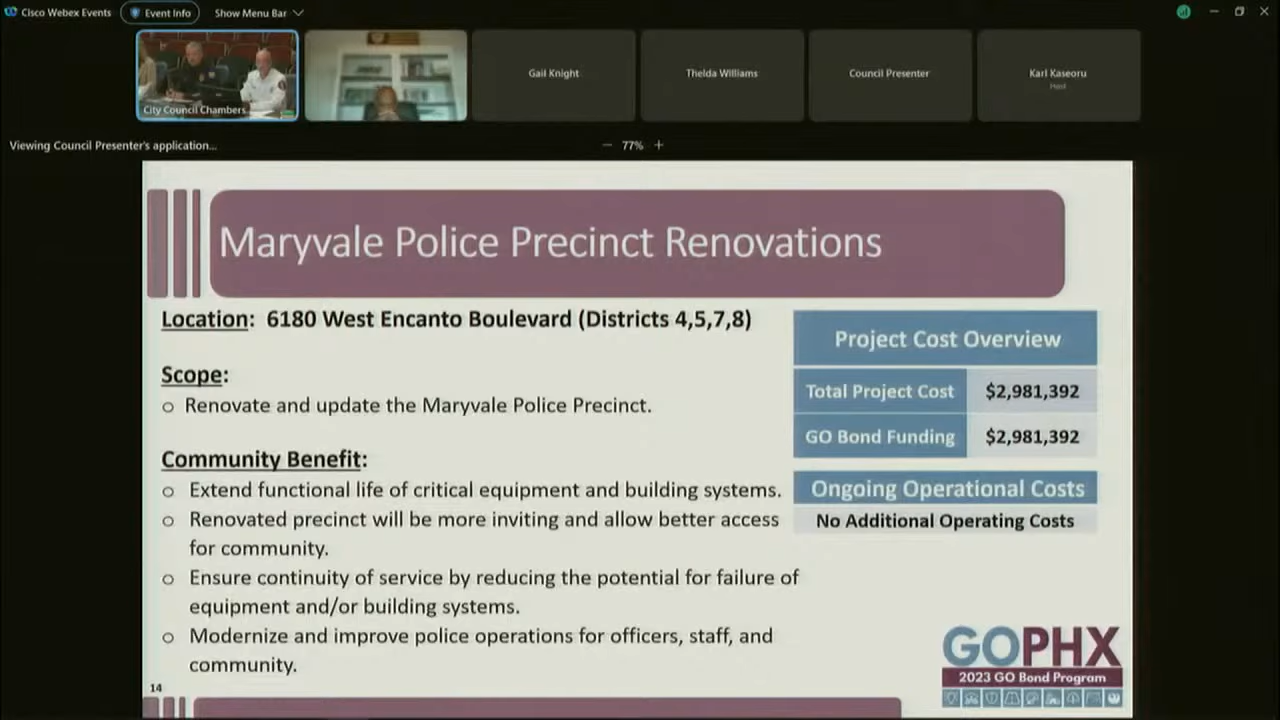 Cisco Webex Events
Event Info
Show Menu Bar
City Council Chambers
Gail Knight
Thelda Williams
Council Presenter
Karl Kaseoru
Host
Viewing Council Presenter's application...
77%
Maryvale Police Precinct Renovations
Location: 6180 West Encanto Boulevard (Districts 4,5,7,8)
Scope:
○ Renovate and update the Maryvale Police Precinct.
Community Benefit:
○ Extend functional life of critical equipment and building systems.
○ Renovated precinct will be more inviting and allow better access
for community.
○ Ensure continuity of service by reducing the potential for failure of
equipment and/or building systems.
○ Modernize and improve police operations for officers, staff, and
community.
Project Cost Overview
Total Project Cost $2,981,392
GO Bond Funding $2,981,392
Ongoing Operational Costs
No Additional Operating Costs
GOPHX
2023 GO Bond Program
14